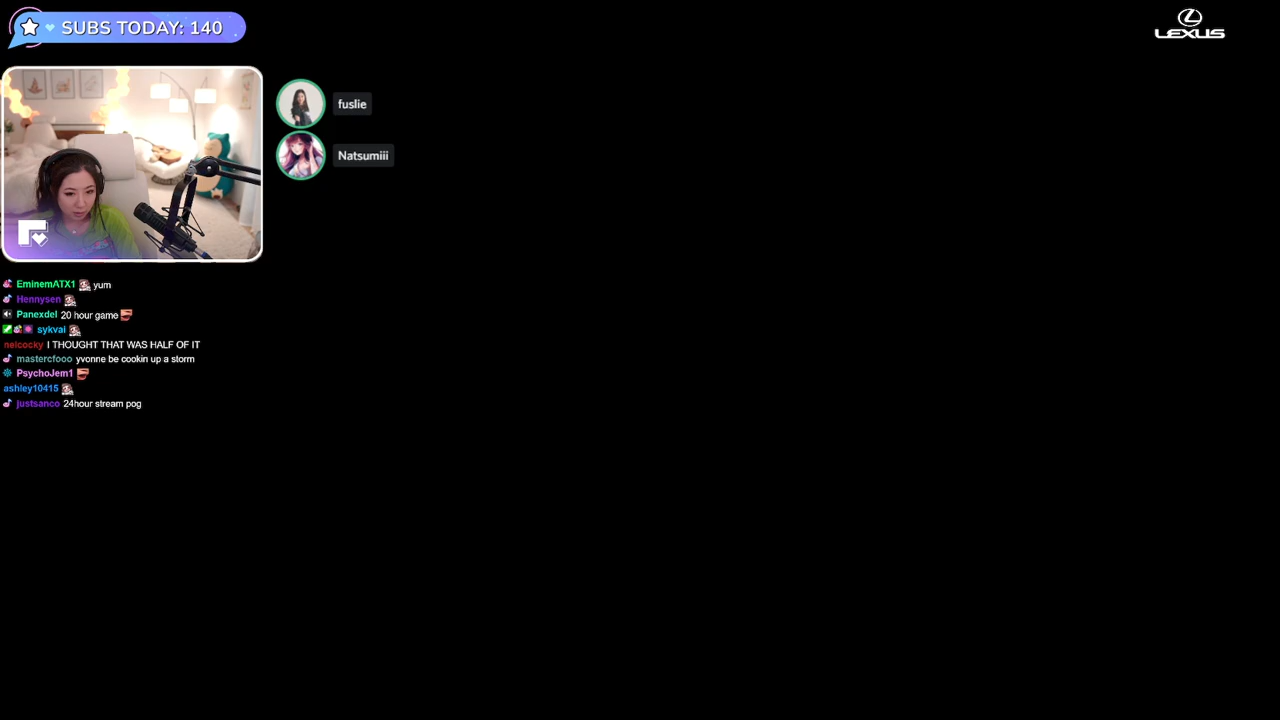 SUBS TODAY: 140
LEXUS
fuslie
Natsumiii
EminemATX1 yum
Hennysen
Panexdel 20 hour game
sykvai
nelcocky I THOUGHT THAT WAS HALF OF IT
mastercfooo yvonne be cookin up a storm
PsychoJem1
ashley10415
justsanco 24hour stream pog